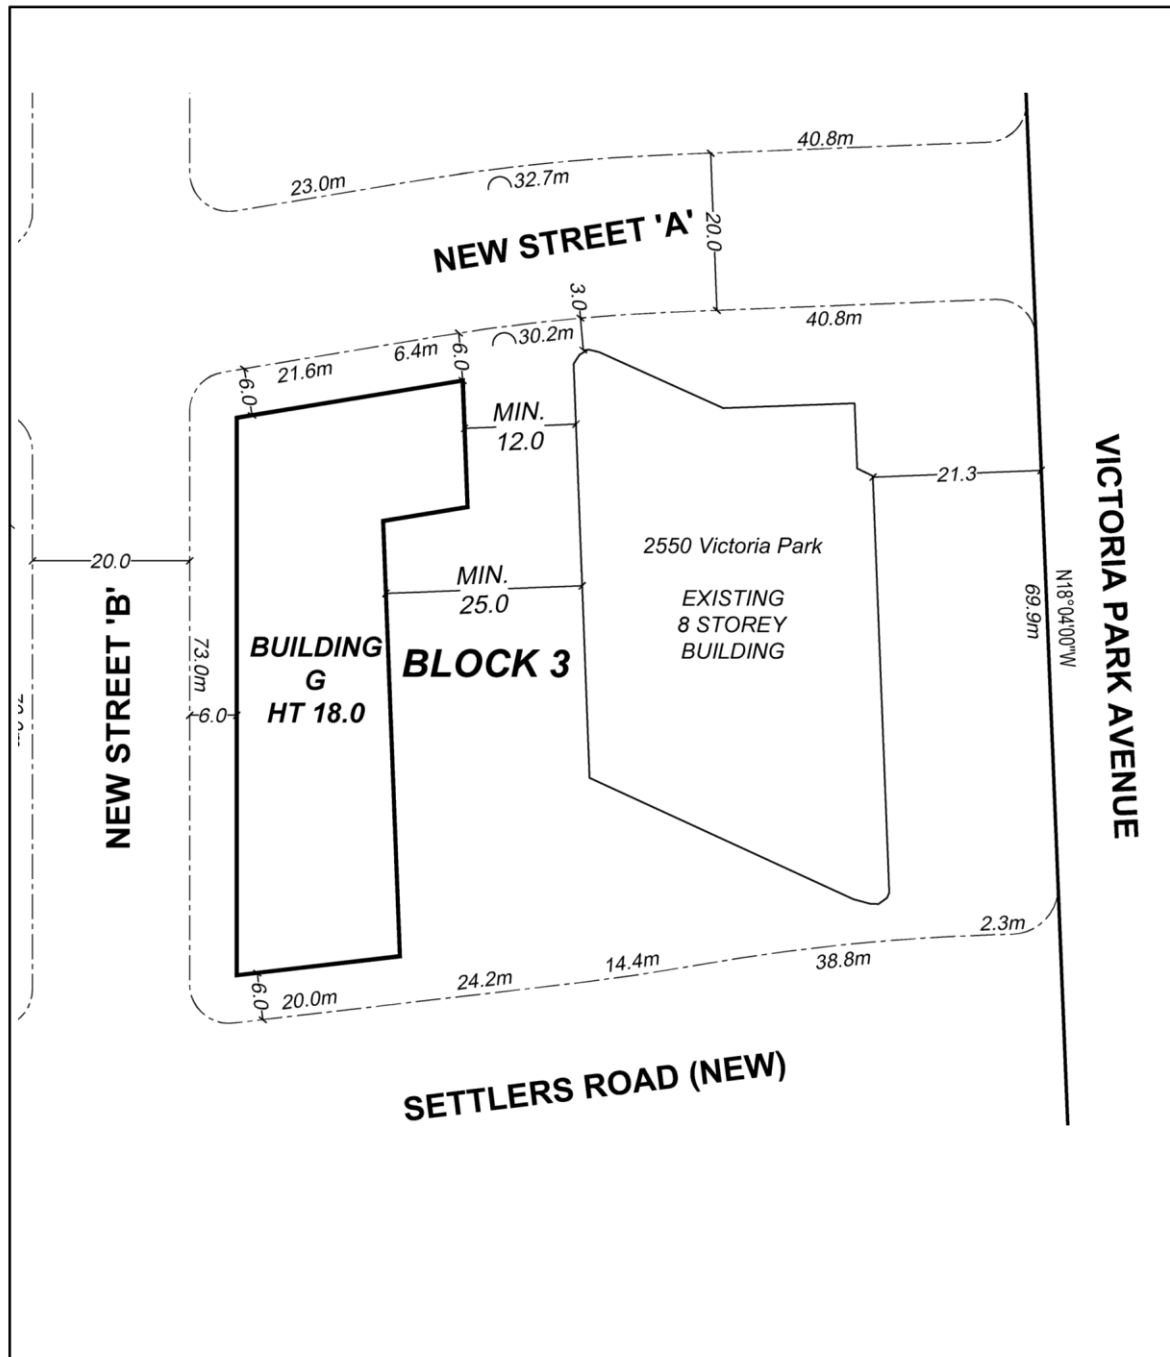 40.8m
23.0m
32.7m
NEW STREET 'A'
20.0
3.0
40.8m
30.2m
6.4m
6.0
21.6m
6.0
MIN.
12.0
21.3
VICTORIA PARK AVENUE
N18°04'00"W
69.9m
2550 Victoria Park
EXISTING
8 STOREY
BUILDING
20.0
MIN.
25.0
NEW STREET 'B'
73.0m
BUILDING
G
HT 18.0
BLOCK 3
6.0
2.3m
38.8m
14.4m
24.2m
20.0m
6.0
SETTLERS ROAD (NEW)